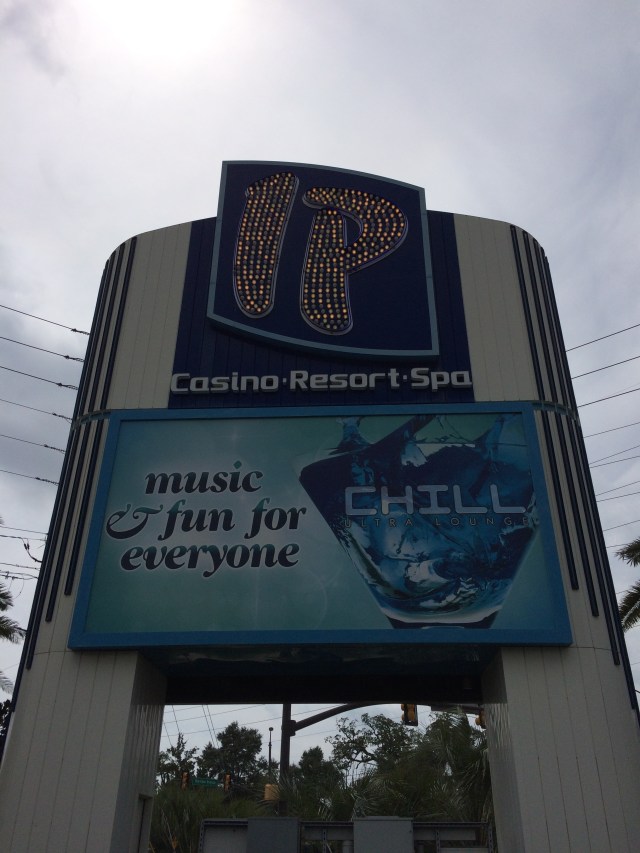 IP
Casino·Resort·Spa
music
& fun for
everyone
CHILL
ULTRA LOUNGE